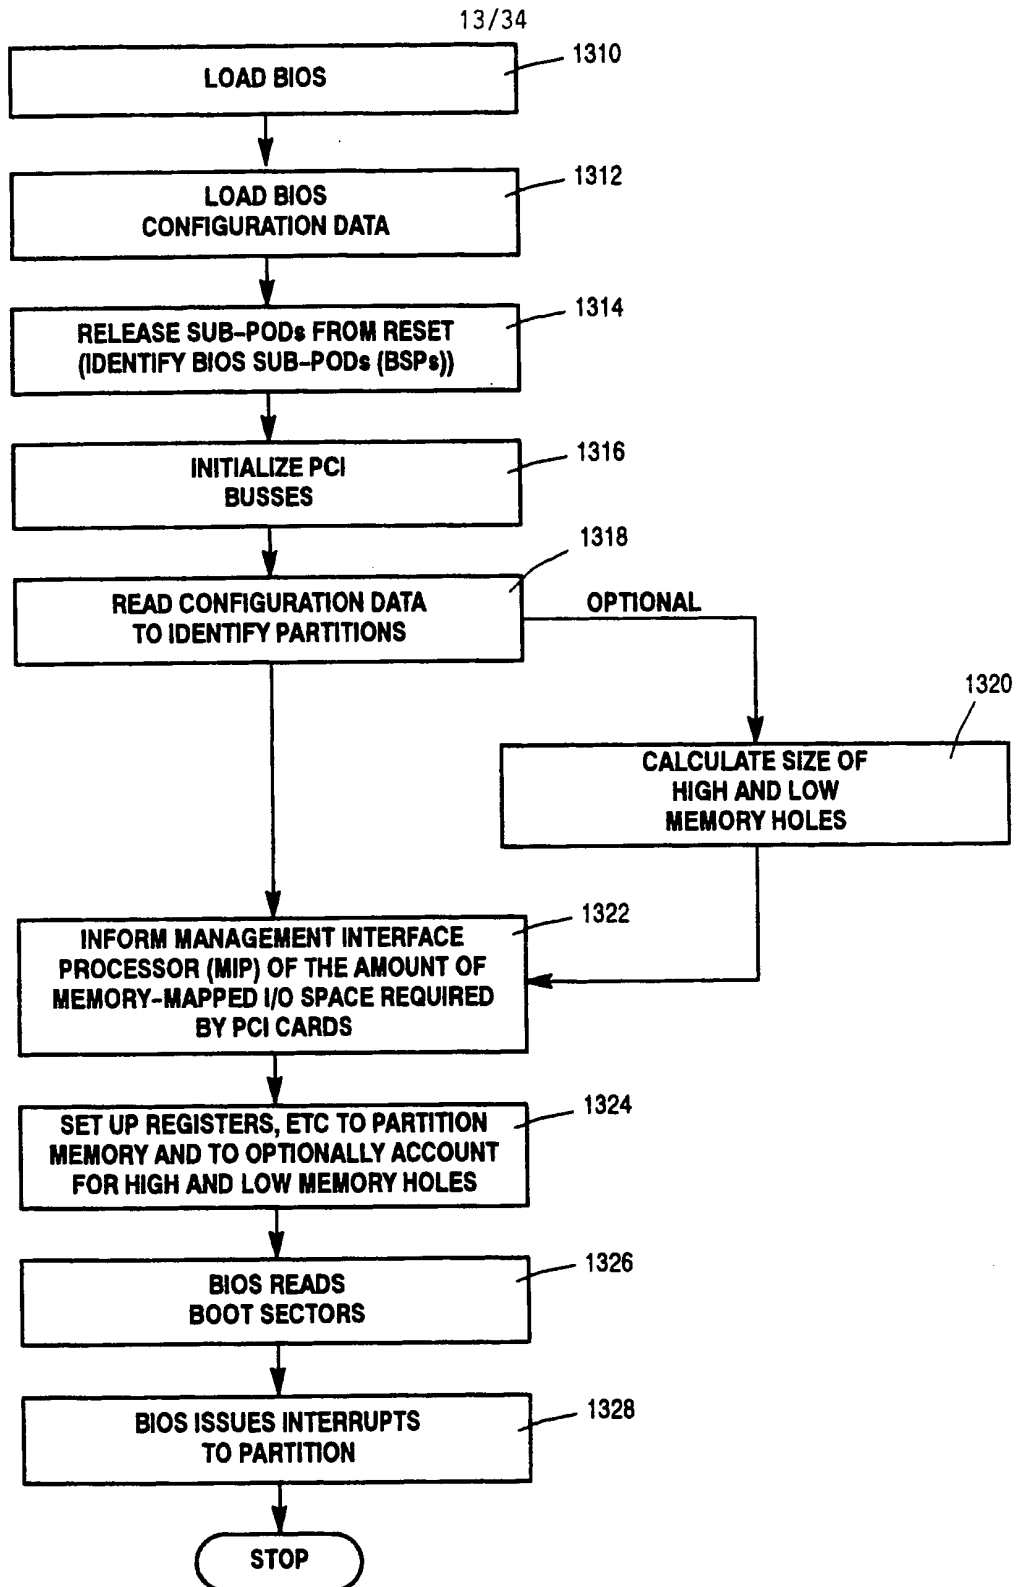 13/34
LOAD BIOS
1310
LOAD BIOS
CONFIGURATION DATA
1312
RELEASE SUB-PODs FROM RESET
(IDENTIFY BIOS SUB-PODs (BSPs))
1314
INITIALIZE PCI
BUSSES
1316
READ CONFIGURATION DATA
TO IDENTIFY PARTITIONS
1318
OPTIONAL
1320
CALCULATE SIZE OF
HIGH AND LOW
MEMORY HOLES
INFORM MANAGEMENT INTERFACE
PROCESSOR (MIP) OF THE AMOUNT OF
MEMORY-MAPPED I/O SPACE REQUIRED
BY PCI CARDS
1322
SET UP REGISTERS, ETC TO PARTITION
MEMORY AND TO OPTIONALLY ACCOUNT
FOR HIGH AND LOW MEMORY HOLES
1324
BIOS READS
BOOT SECTORS
1326
BIOS ISSUES INTERRUPTS
TO PARTITION
1328
STOP